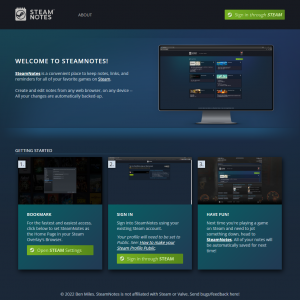 STEAM
NOTES
ABOUT
Sign in through STEAM
WELCOME TO STEAMNOTES!
SteamNotes is a convenient place to keep notes, links, and
reminders for all of your favorite games on Steam.
Create and edit notes from any web browser, on any device –
All your changes are automatically backed-up.
GETTING STARTED
1
BOOKMARK
For the fastest and easiest access,
click below to set SteamNotes as
the Home Page in your Steam
Overlay's Browser.
Open STEAM Settings
2
SIGN IN
Sign into SteamNotes using your
existing Steam account.
Your profile will need to be set to
Public. See: How to make your
Steam Profile Public
Sign in through STEAM
3
HAVE FUN!
Next time you're playing a game
on Steam and need to jot
something down, head to
SteamNotes. All of your notes will
be automatically saved for next
time!
© 2022 Ben Miles. SteamNotes is not affiliated with Steam or Valve. Send bugs/feedback here!